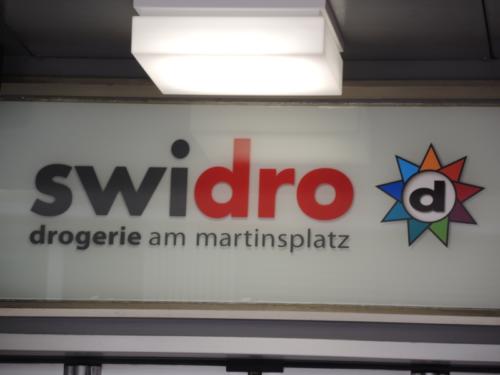 swidro
drogerie am martinsplatz
d